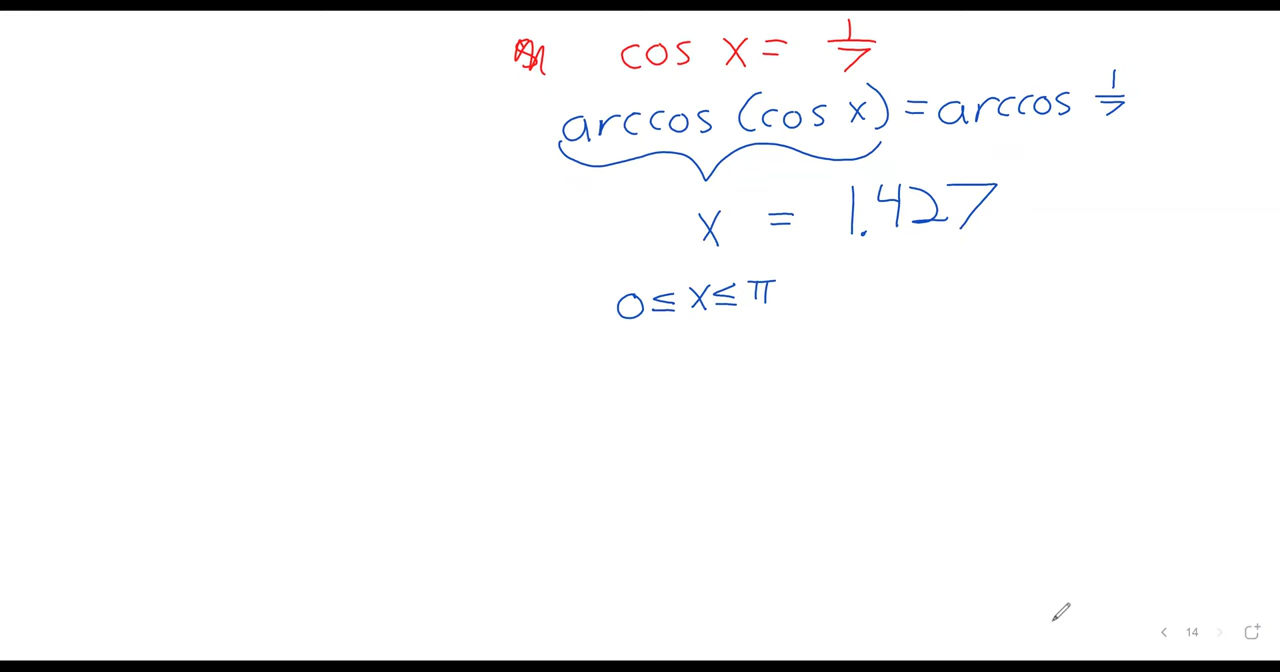 cos x = 1/7
arccos (cos x) = arccos 1/7
x = 1.427
0 ≤ x ≤ π
14